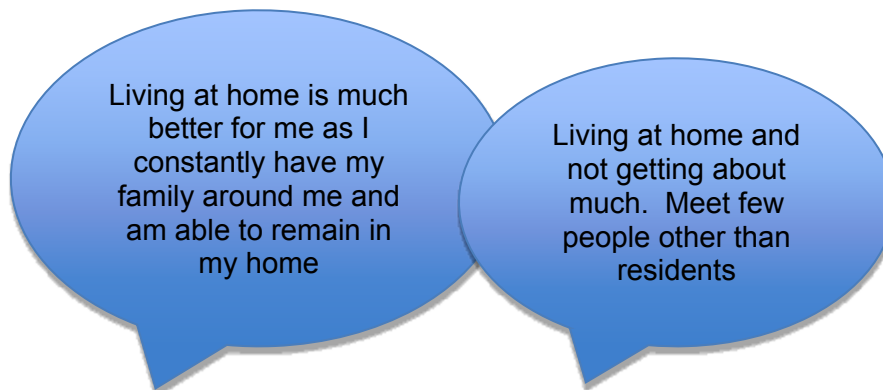 Living at home is much
better for me as I
constantly have my
family around me and
am able to remain in
my home
Living at home and
not getting about
much.  Meet few
people other than
residents